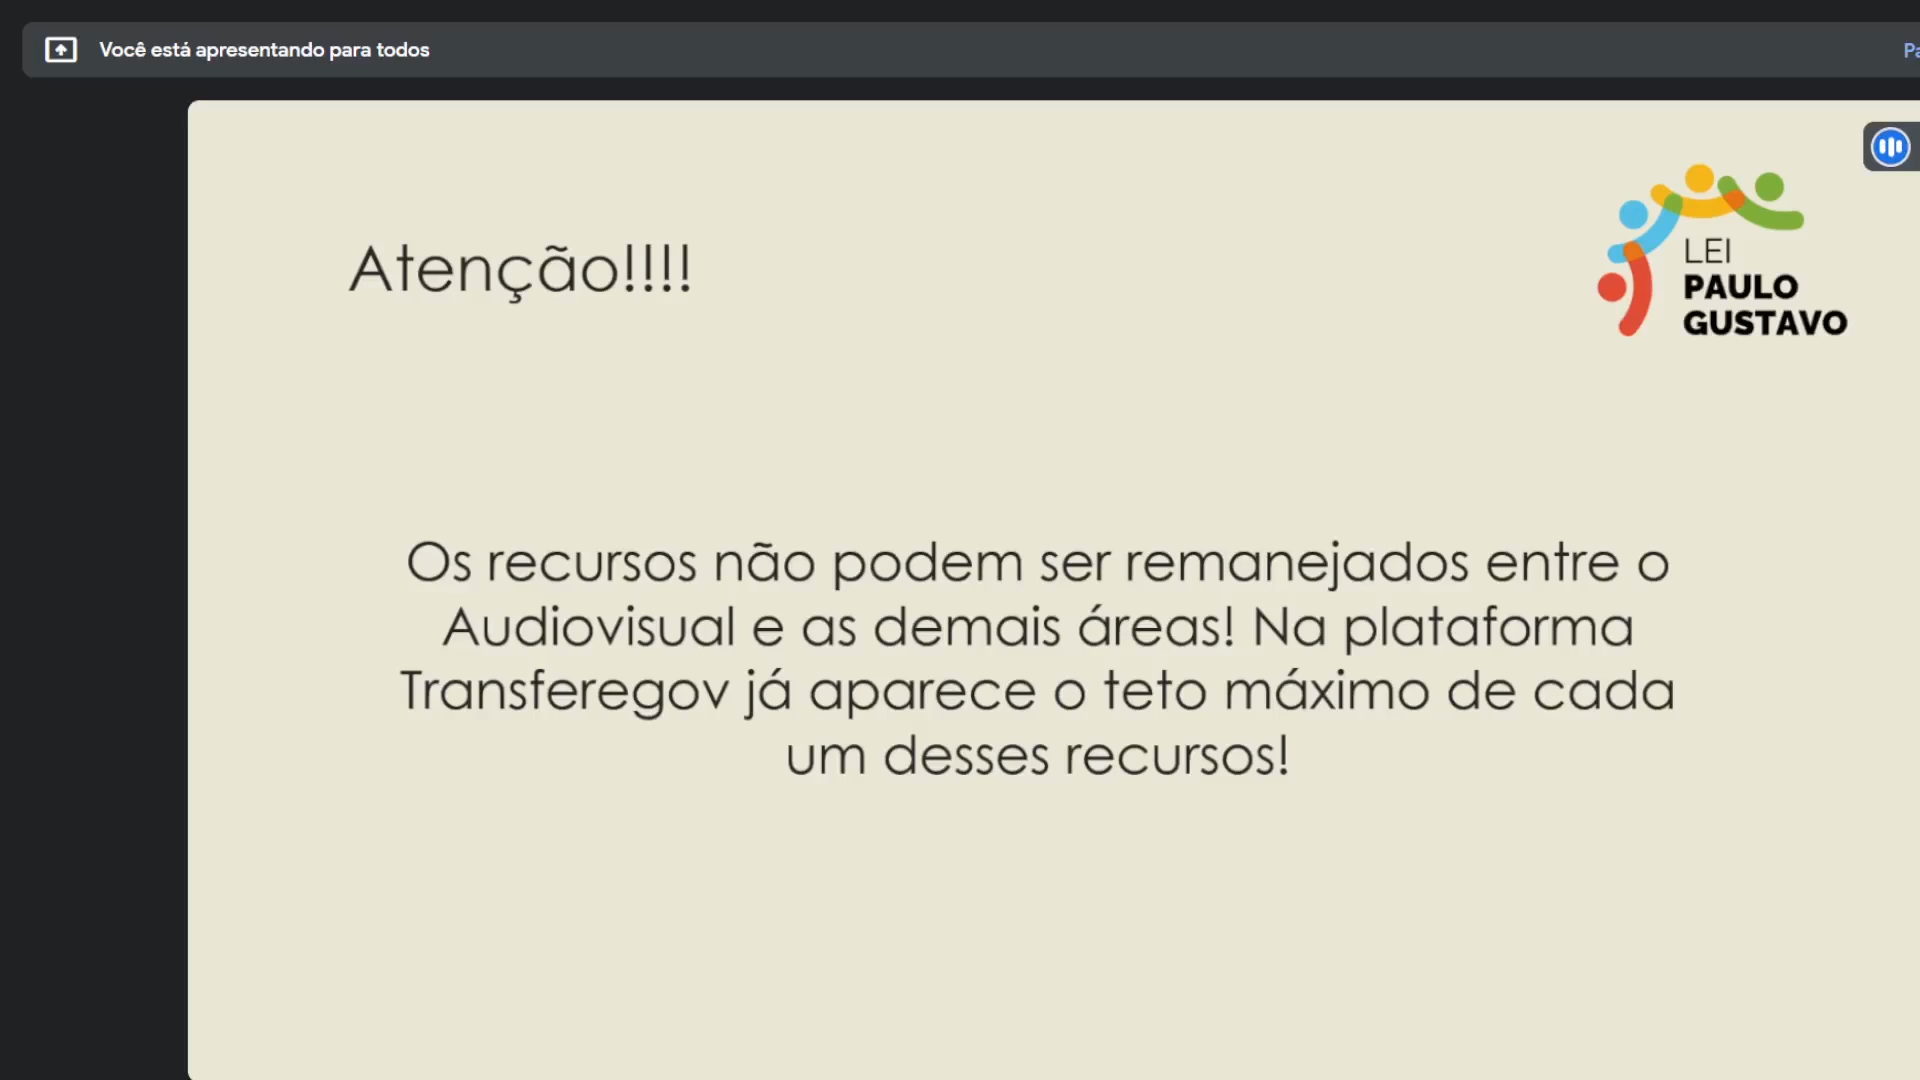 Você está apresentando para todos
Pa
Atenção!!!!
LEI
PAULO
GUSTAVO
Os recursos não podem ser remanejados entre o
Audiovisual e as demais áreas! Na plataforma
Transferegov já aparece o teto máximo de cada
um desses recursos!